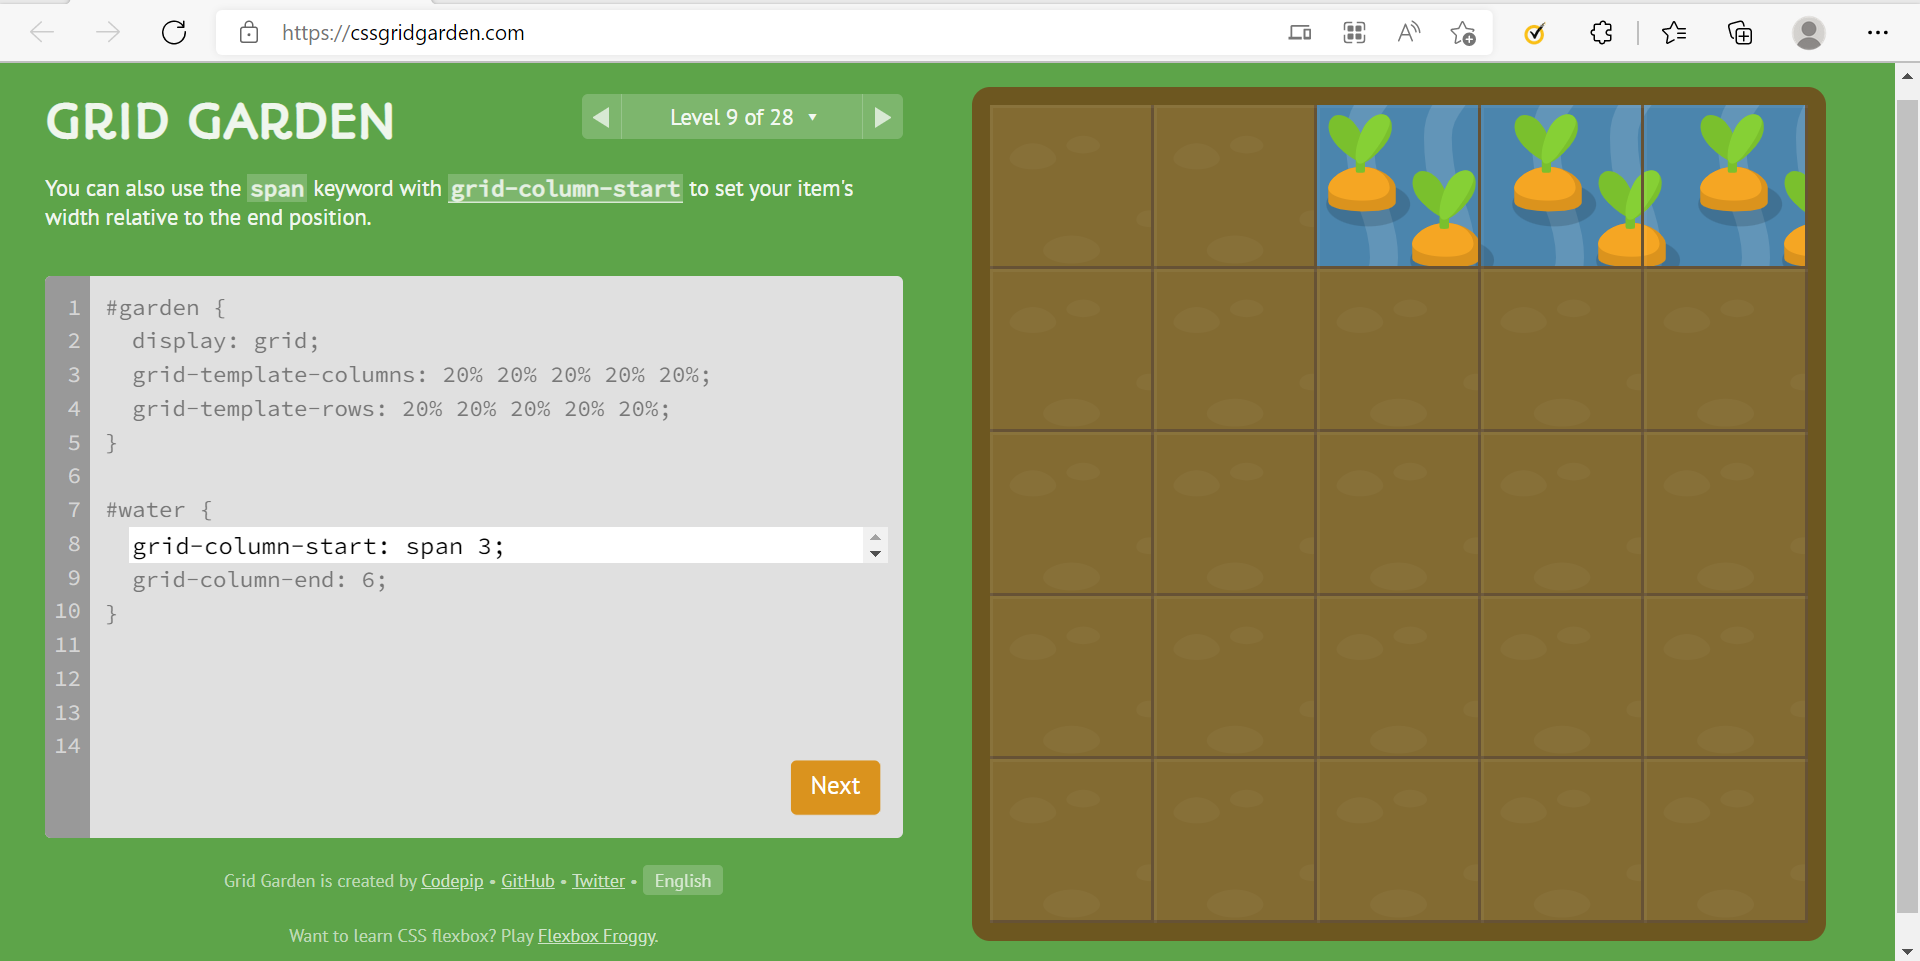 https://cssgridgarden.com
GRID GARDEN
Level 9 of 28
You can also use the span keyword with grid-column-start to set your item's
width relative to the end position.
1 #garden {
2 display: grid;
3 grid-template-columns: 20% 20% 20% 20% 20%;
4 grid-template-rows: 20% 20% 20% 20% 20%;
5 }
6
7 #water {
8 grid-column-start: span 3;
9 grid-column-end: 6;
10 }
11
12
13
14
Next
Grid Garden is created by Codepip • GitHub • Twitter • English
Want to learn CSS flexbox? Play Flexbox Froggy.